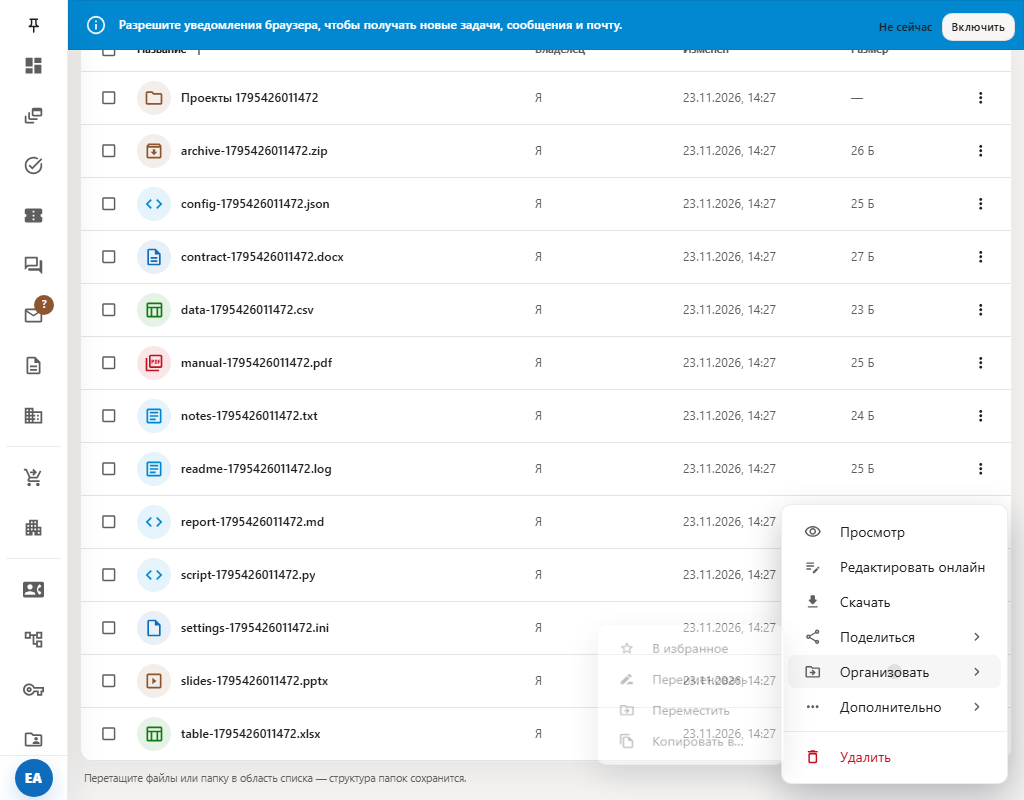 Разрешите уведомления браузера, чтобы получать новые задачи, сообщения и почту.
Не сейчас
Включить
Название ↑ Владелец Изменён Размер
Проекты 1795426011472 Я 23.11.2026, 14:27 —
archive-1795426011472.zip Я 23.11.2026, 14:27 26 Б
config-1795426011472.json Я 23.11.2026, 14:27 25 Б
contract-1795426011472.docx Я 23.11.2026, 14:27 27 Б
?
data-1795426011472.csv Я 23.11.2026, 14:27 23 Б
manual-1795426011472.pdf Я 23.11.2026, 14:27 25 Б
notes-1795426011472.txt Я 23.11.2026, 14:27 24 Б
readme-1795426011472.log Я 23.11.2026, 14:27 25 Б
report-1795426011472.md Я 23.11.2026, 14:27
script-1795426011472.py Я 23.11.2026, 14:27
settings-1795426011472.ini Я 23.11.2026, 14:27
slides-1795426011472.pptx Я 23.11.2026, 14:27
table-1795426011472.xlsx Я 23.11.2026, 14:27
Просмотр
Редактировать онлайн
Скачать
Поделиться
Организовать
Дополнительно
Удалить
В избранное
Переименовать
Переместить
Копировать в...
EA
Перетащите файлы или папку в область списка — структура папок сохранится.